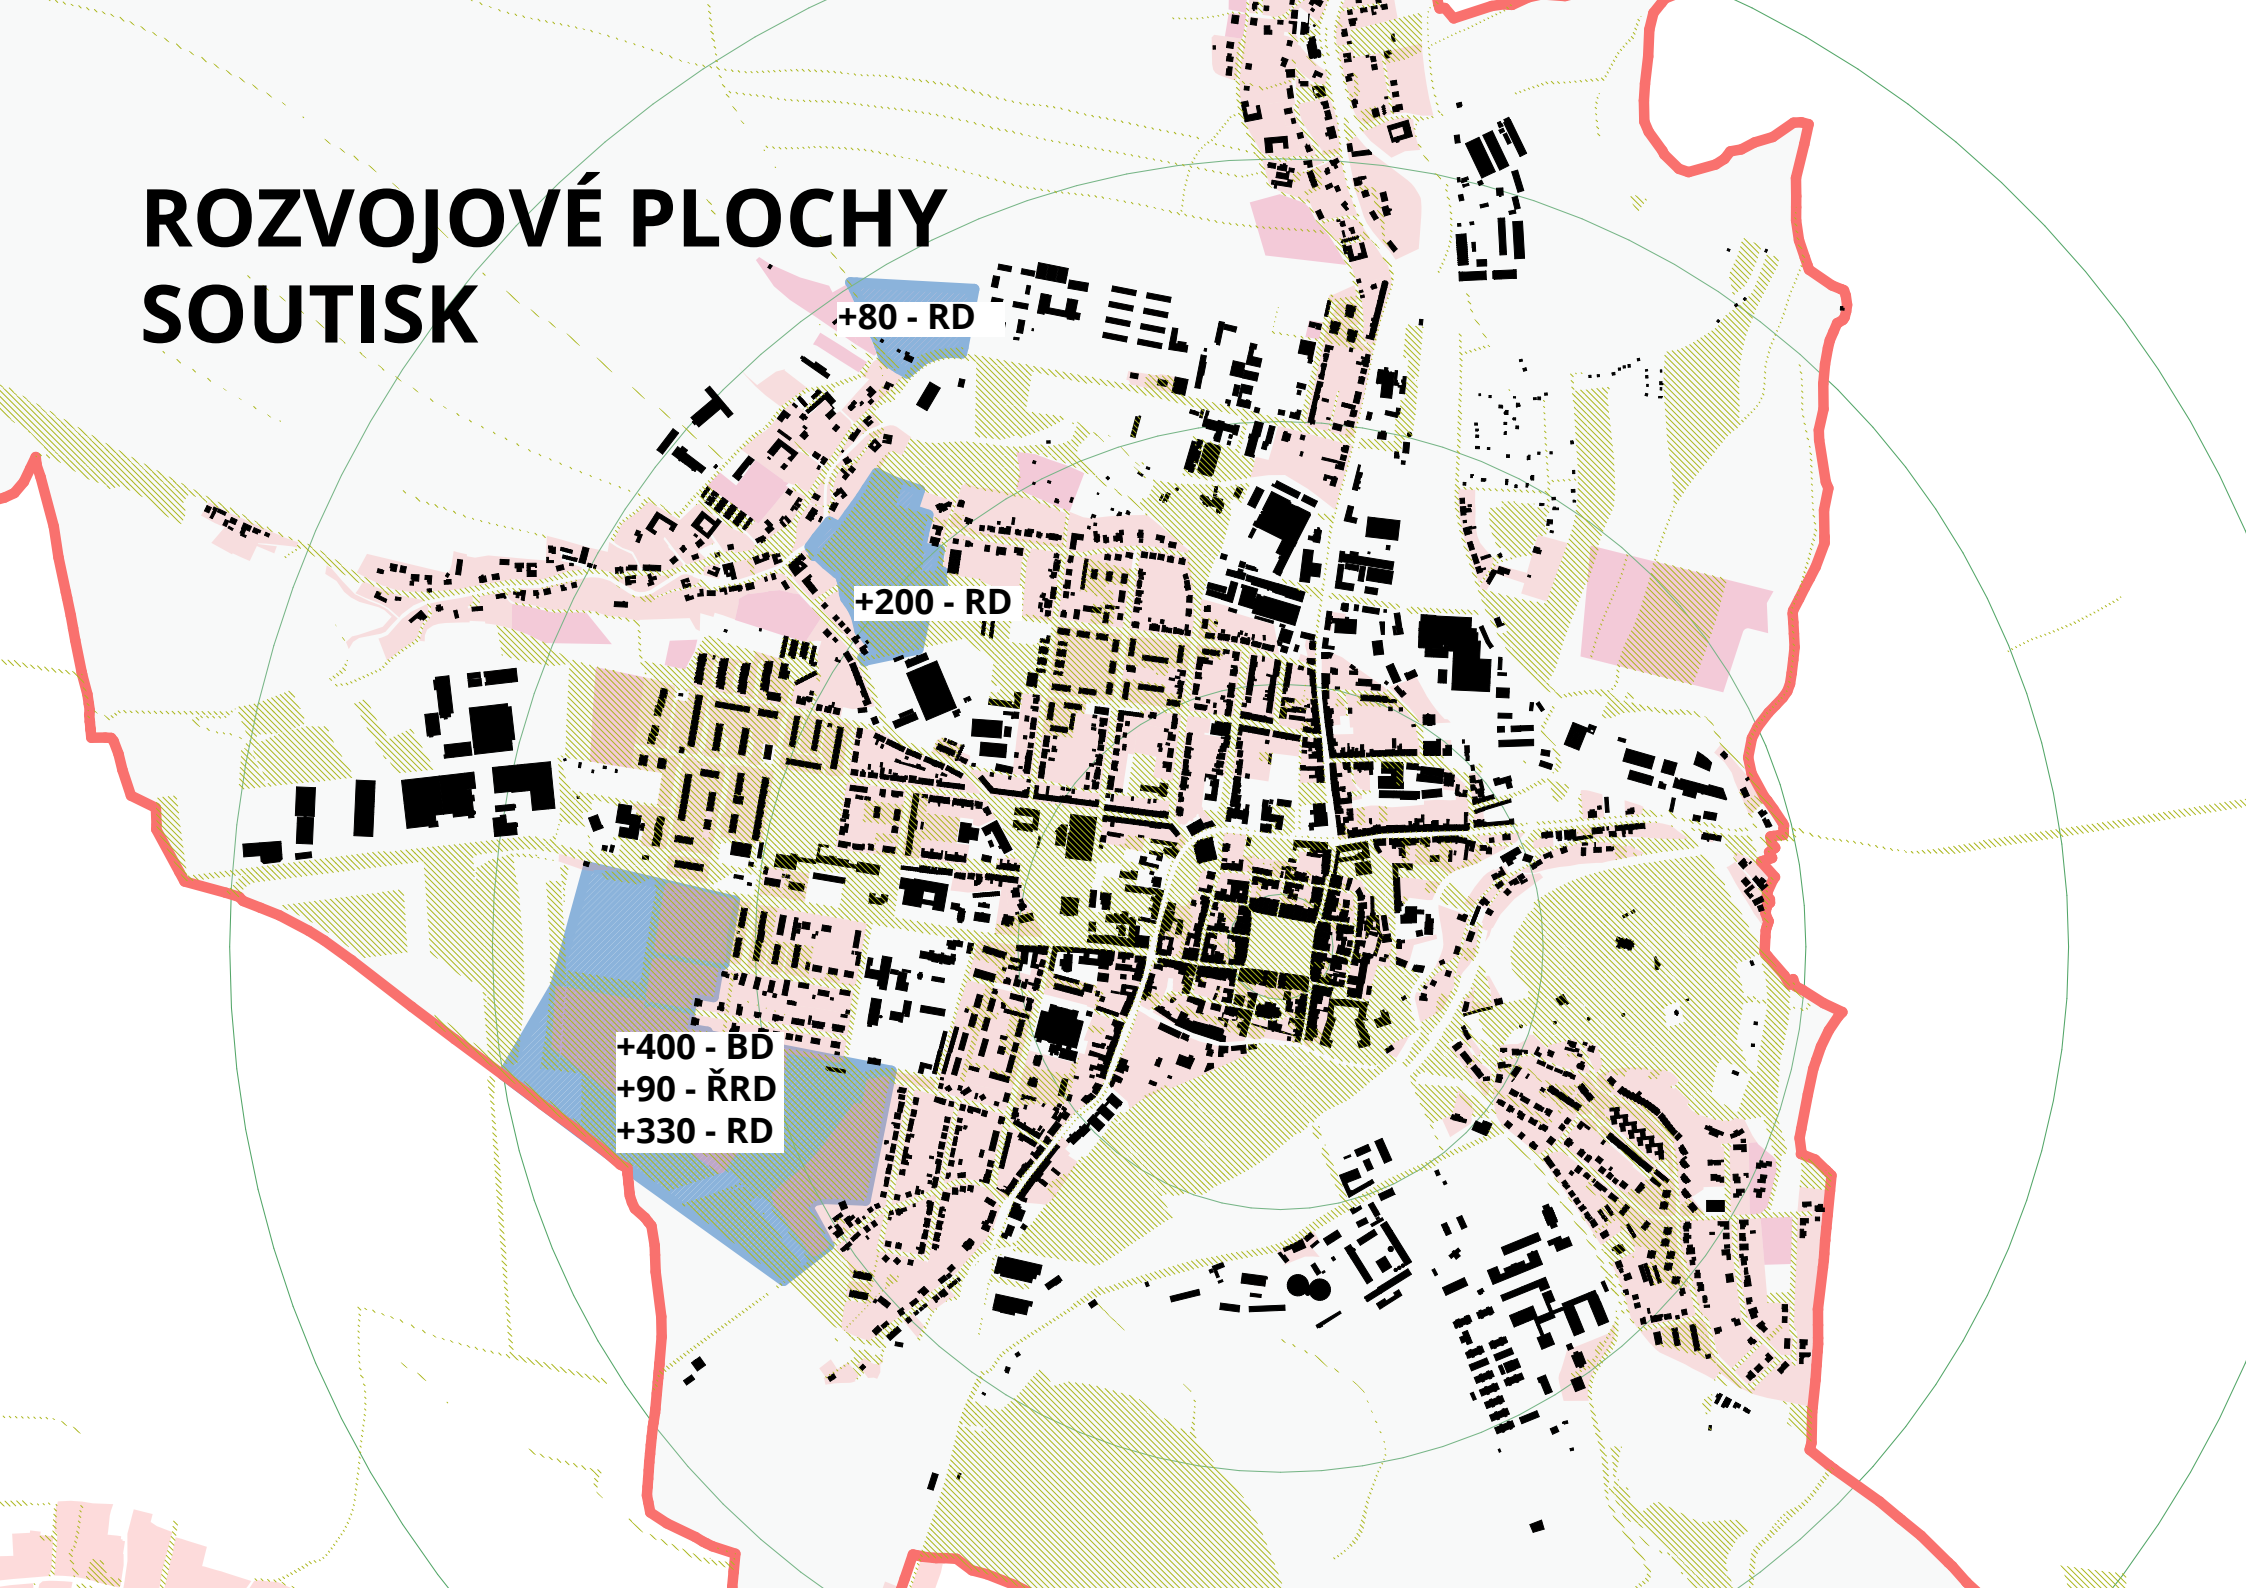 ROZVOJOVÉ PLOCHY
SOUTISK
+80 - RD
+200 - RD
+400 - BD
+90 - ŘRD
+330 - RD